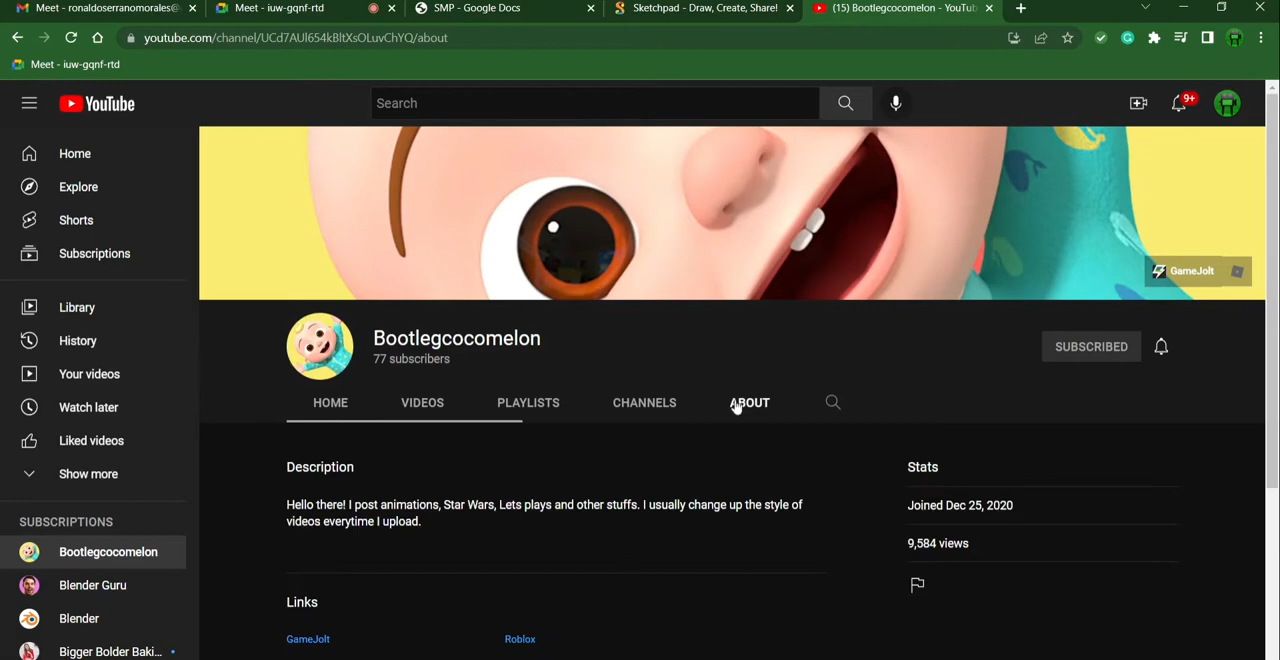 Meet - ronaldoserranomorales@
Meet - iuw-gqnf-rtd
SMP - Google Docs
Sketchpad - Draw, Create, Share!
(15) Bootlegcocomelon - YouTub
youtube.com/channel/UCd7AUl654kBltXsOLuvChYQ/about
Meet - iuw-gqnf-rtd
YouTube
Search
9+
Home
Explore
Shorts
Subscriptions
Library
History
Your videos
Watch later
Liked videos
Show more
SUBSCRIPTIONS
Bootlegcocomelon
Blender Guru
Blender
Bigger Bolder Baki...
GameJolt
Bootlegcocomelon
77 subscribers
SUBSCRIBED
HOME VIDEOS PLAYLISTS CHANNELS ABOUT
Description
Hello there! I post animations, Star Wars, Lets plays and other stuffs. I usually change up the style of
videos everytime I upload.
Links
GameJolt Roblox
Stats
Joined Dec 25, 2020
9,584 views